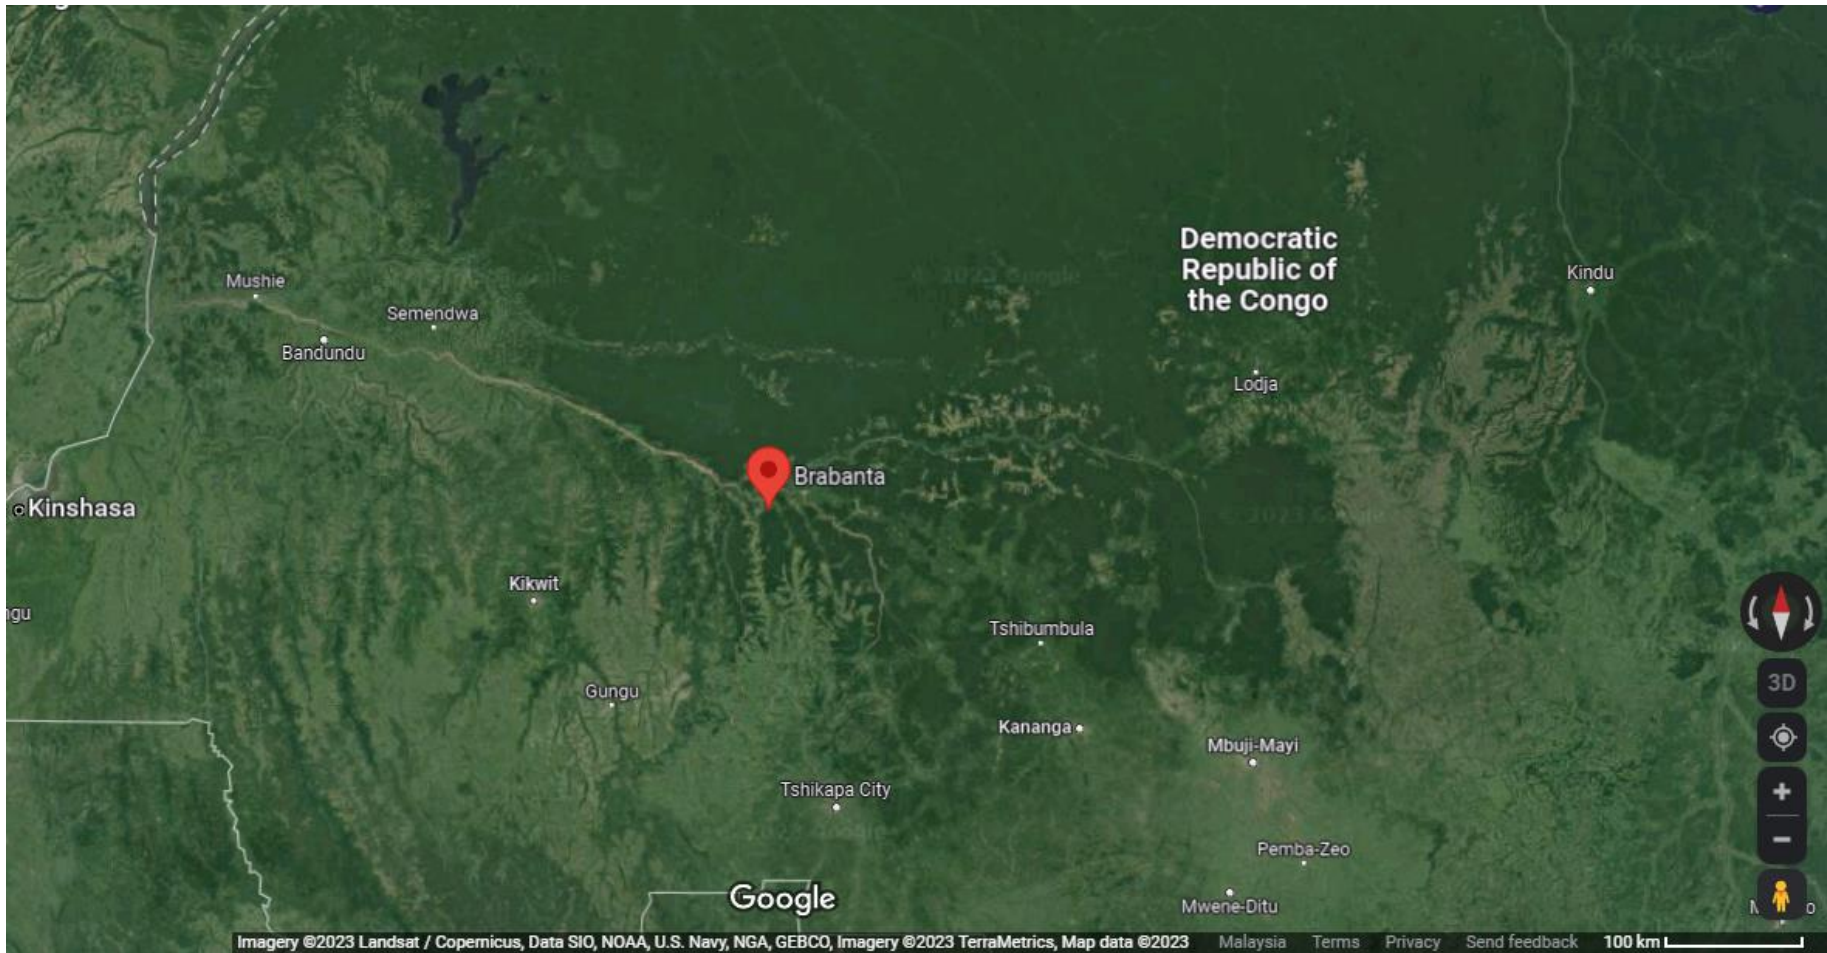 Democratic
Republic of
the Congo
Mushie
Kindu
Semendwa
Bandundu
Lodja
Brabanta
Kinshasa
Kikwit
ngu
Tshibumbula
3D
Gungu
Kananga
Mbuji-Mayi
Tshikapa City
+
−
Pemba-Zeo
Google
Mwene-Ditu
Imagery ©2023 Landsat / Copernicus, Data SIO, NOAA, U.S. Navy, NGA, GEBCO, Imagery ©2023 TerraMetrics, Map data ©2023 Malaysia Terms Privacy Send feedback 100 km